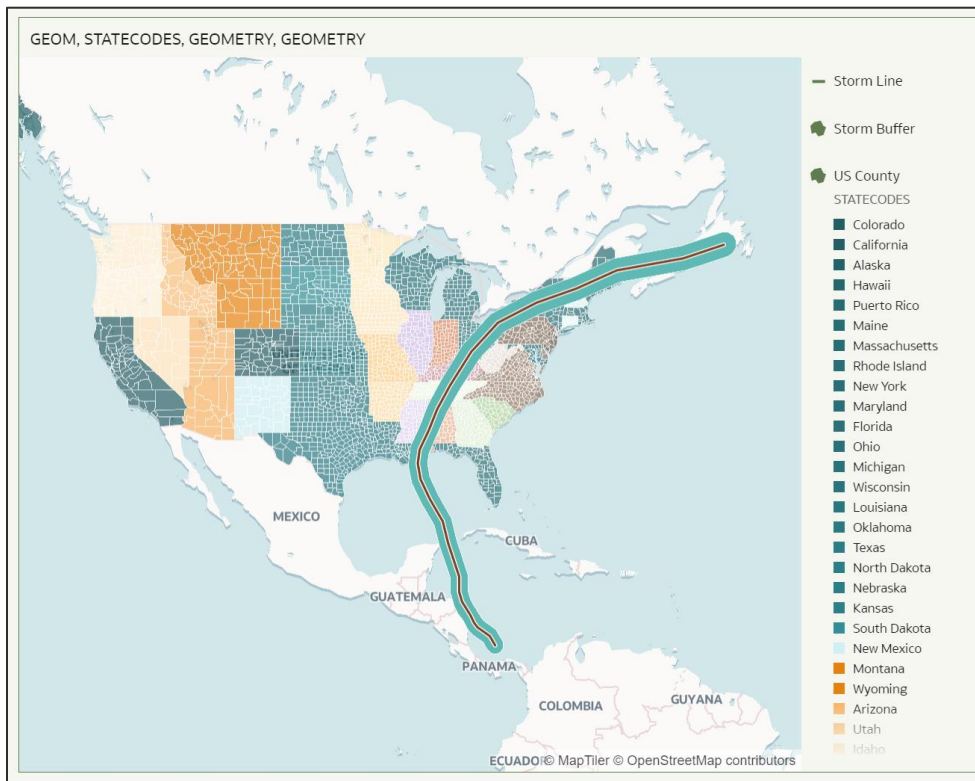 GEOM, STATECODES, GEOMETRY, GEOMETRY
Storm Line
Storm Buffer
US County
STATECODES
Colorado
California
Alaska
Hawaii
Puerto Rico
Maine
Massachusetts
Rhode Island
New York
Maryland
Florida
Ohio
Michigan
Wisconsin
Louisiana
Oklahoma
Texas
North Dakota
Nebraska
Kansas
South Dakota
New Mexico
Montana
Wyoming
Arizona
Utah
Idaho
MEXICO
CUBA
GUATEMALA
PANAMA
COLOMBIA
GUYANA
© MapTiler © OpenStreetMap contributors